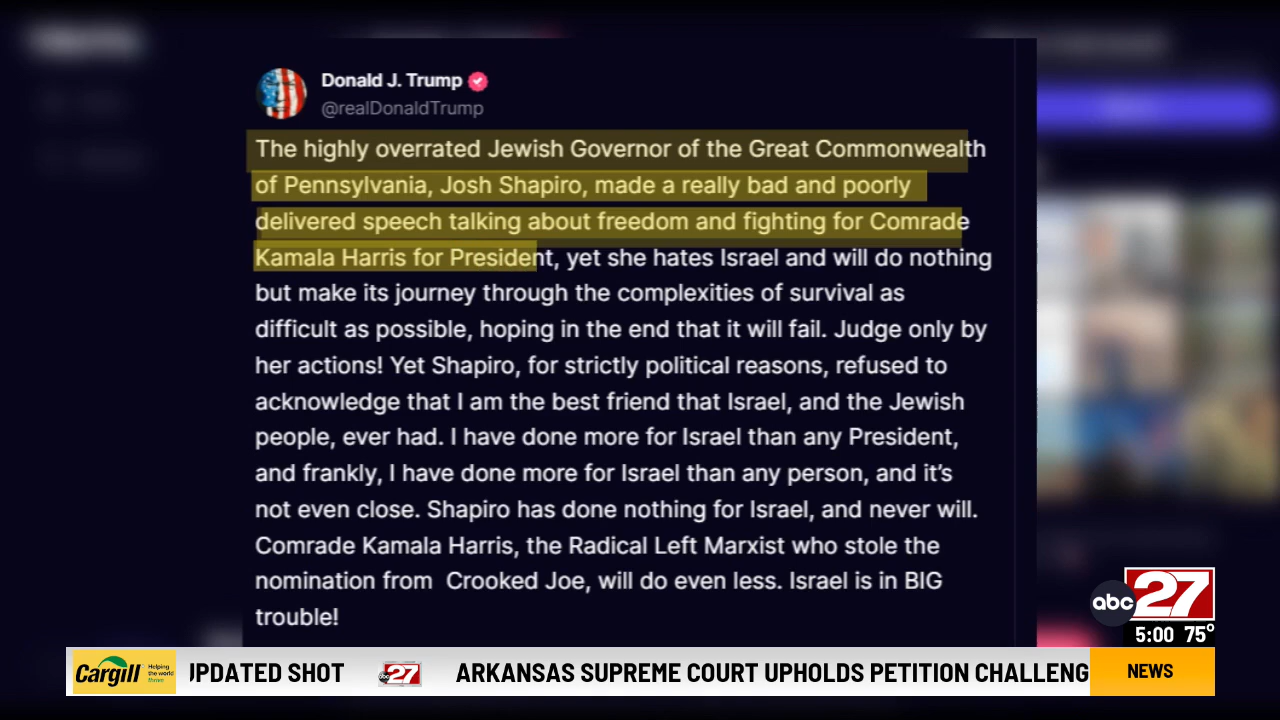 Donald J. Trump
@realDonaldTrump
The highly overrated Jewish Governor of the Great Commonwealth
of Pennsylvania, Josh Shapiro, made a really bad and poorly
delivered speech talking about freedom and fighting for Comrade
Kamala Harris for President, yet she hates Israel and will do nothing
but make its journey through the complexities of survival as
difficult as possible, hoping in the end that it will fail. Judge only by
her actions! Yet Shapiro, for strictly political reasons, refused to
acknowledge that I am the best friend that Israel, and the Jewish
people, ever had. I have done more for Israel than any President,
and frankly, I have done more for Israel than any person, and it’s
not even close. Shapiro has done nothing for Israel, and never will.
Comrade Kamala Harris, the Radical Left Marxist who stole the
nomination from  Crooked Joe, will do even less. Israel is in BIG
trouble!
abc 27
5:00 75°
Cargill Helping the world thrive
UPDATED SHOT abc 27 ARKANSAS SUPREME COURT UPHOLDS PETITION CHALLENG
NEWS